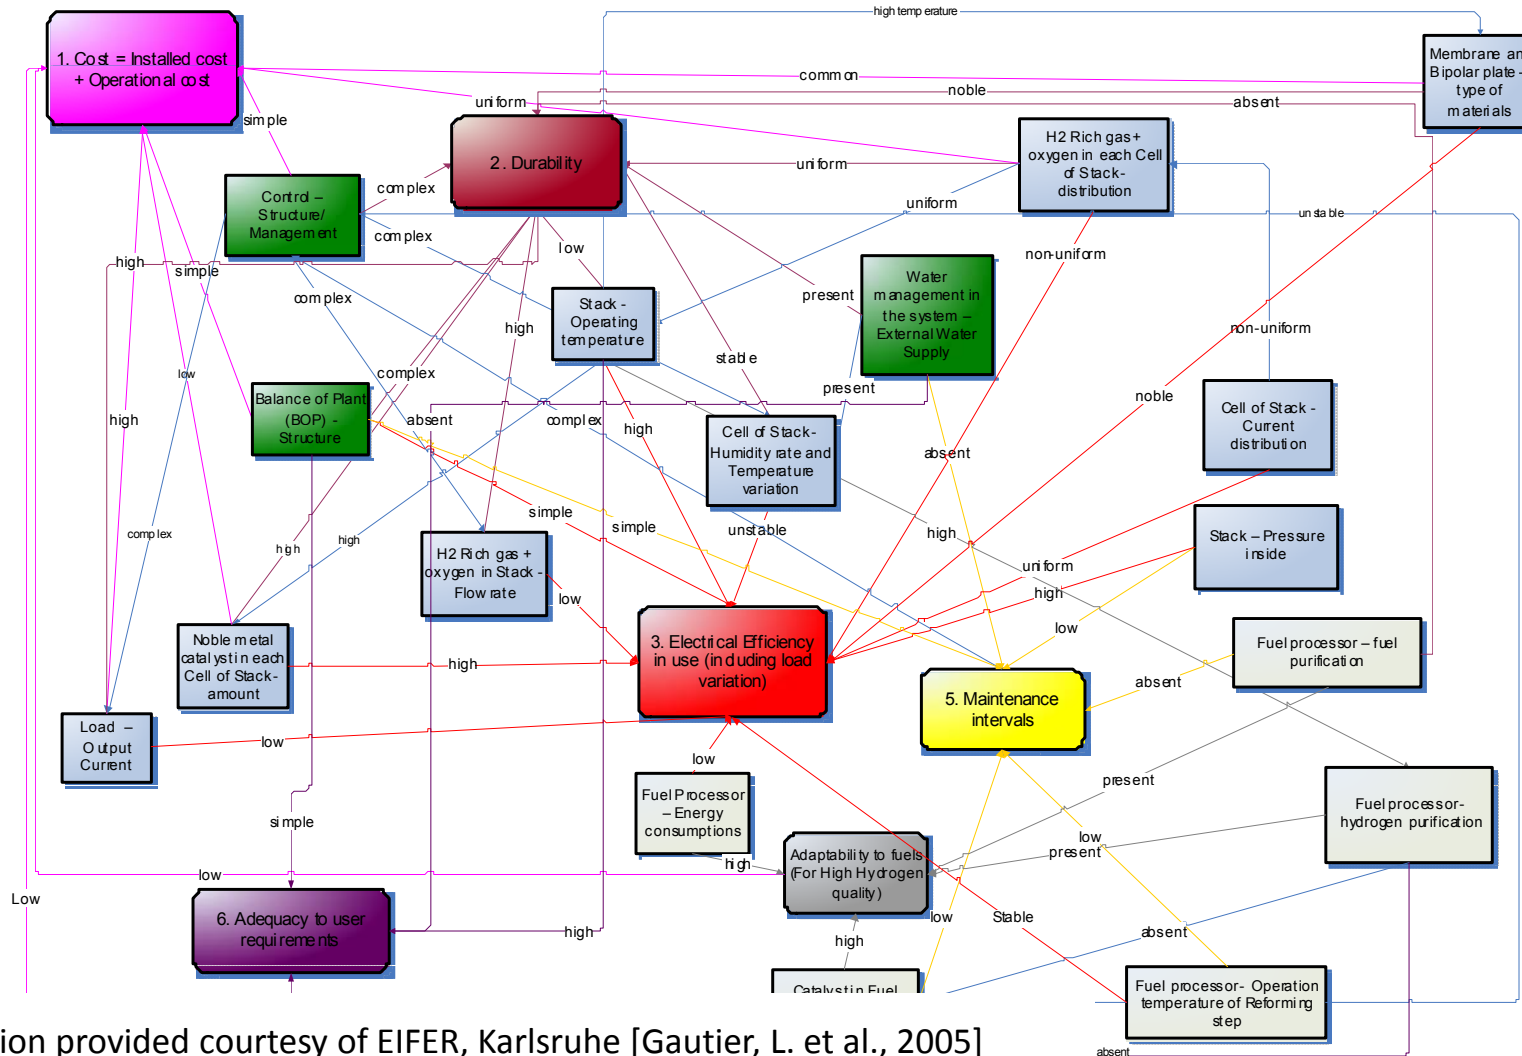 high temperature
1. Cost = Installed cost
+ Operational cost
Membrane an
Bipolar plate -
type of
materials
common
noble
uniform
absent
simple
2. Durability
H2 Rich gas+
oxygen in each Cell
of Stack-
distribution
uniform
Control –
Structure/
Management
complex
uniform
unstable
complex
low
non-uniform
high
simple
Water
management in
the system –
External Water
Supply
present
complex
Stack -
Operating
temperature
high
non-uniform
stable
low
complex
present
Balance of Plant
(BOP) -
Structure
noble
Cell of Stack -
Current
distribution
high
absent
complex
high
Cell of Stack-
Humidity rate and
Temperature
variation
absent
simple
simple
unstable
high
Stack – Pressure
inside
complex
high
high
H2 Rich gas +
oxygen in Stack -
Flow rate
uniform
low
high
low
Noble metal
catalyst in each
Cell of Stack-
amount
high
3. Electrical Efficiency
in use (including load
variation)
Fuel processor – fuel
purification
absent
5. Maintenance
intervals
Load –
Output
Current
low
low
present
Fuel Processor
– Energy
consumptions
Fuel processor-
hydrogen purification
simple
low
present
high
Adaptability to fuels
(For High Hydrogen
quality)
low
Low
6. Adequacy to user
requirements
high
low
Stable
absent
high
Catalyst in Fuel
Fuel processor- Operation
temperature of Reforming
step
ion provided courtesy of EIFER, Karlsruhe [Gautier, L. et al., 2005]
absent